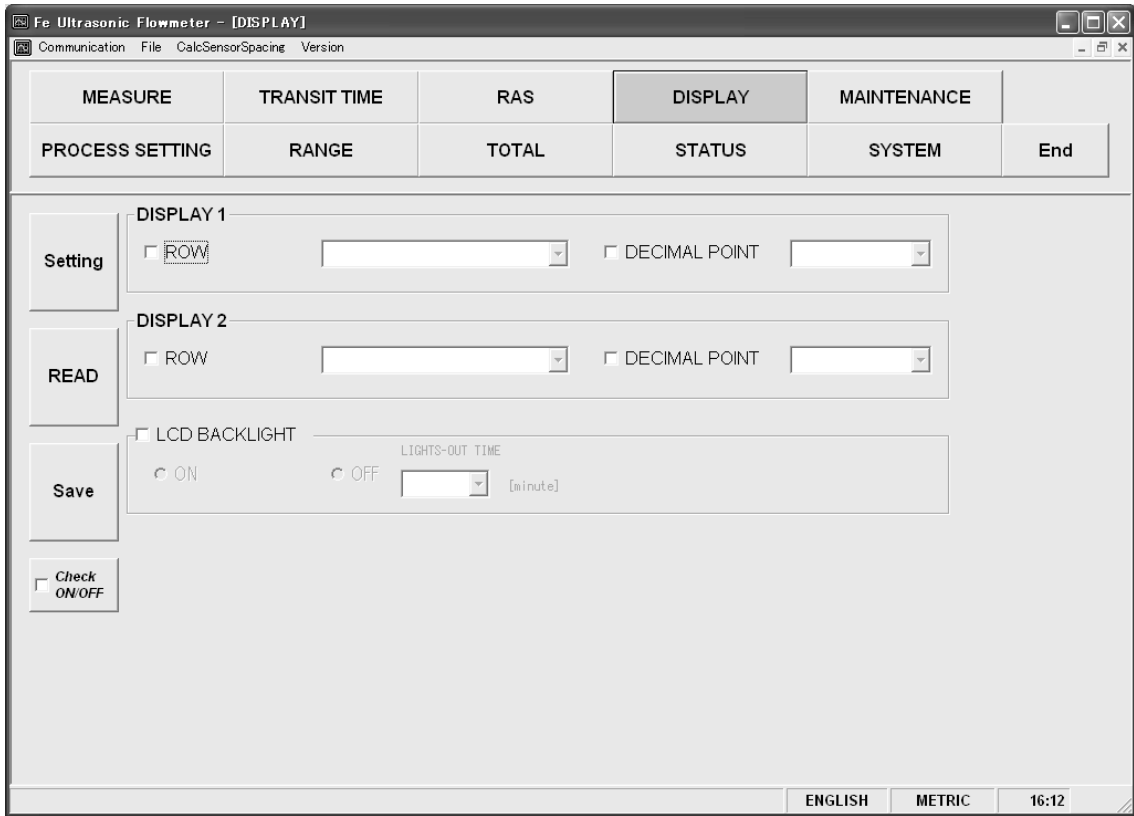 Fe Ultrasonic Flowmeter - [DISPLAY]
Communication File CalcSensorSpacing Version
MEASURE TRANSIT TIME RAS DISPLAY MAINTENANCE
PROCESS SETTING RANGE TOTAL STATUS SYSTEM End
Setting
READ
Save
Check
ON/OFF
DISPLAY 1
ROW DECIMAL POINT
DISPLAY 2
ROW DECIMAL POINT
LCD BACKLIGHT
LIGHTS-OUT TIME
ON OFF [minute]
ENGLISH METRIC 16:12